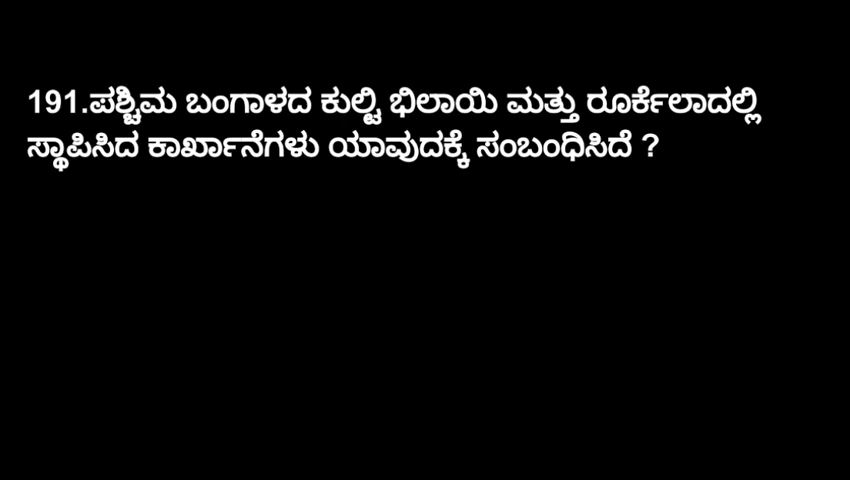 191.ಪಶ್ಚಿಮ ಬಂಗಾಳದ ಕುಲ್ಟಿ ಭಿಲಾಯಿ ಮತ್ತು ರೂರ್ಕೆಲಾದಲ್ಲಿ
ಸ್ಥಾಪಿಸಿದ ಕಾರ್ಖಾನೆಗಳು ಯಾವುದಕ್ಕೆ ಸಂಬಂಧಿಸಿದೆ ?